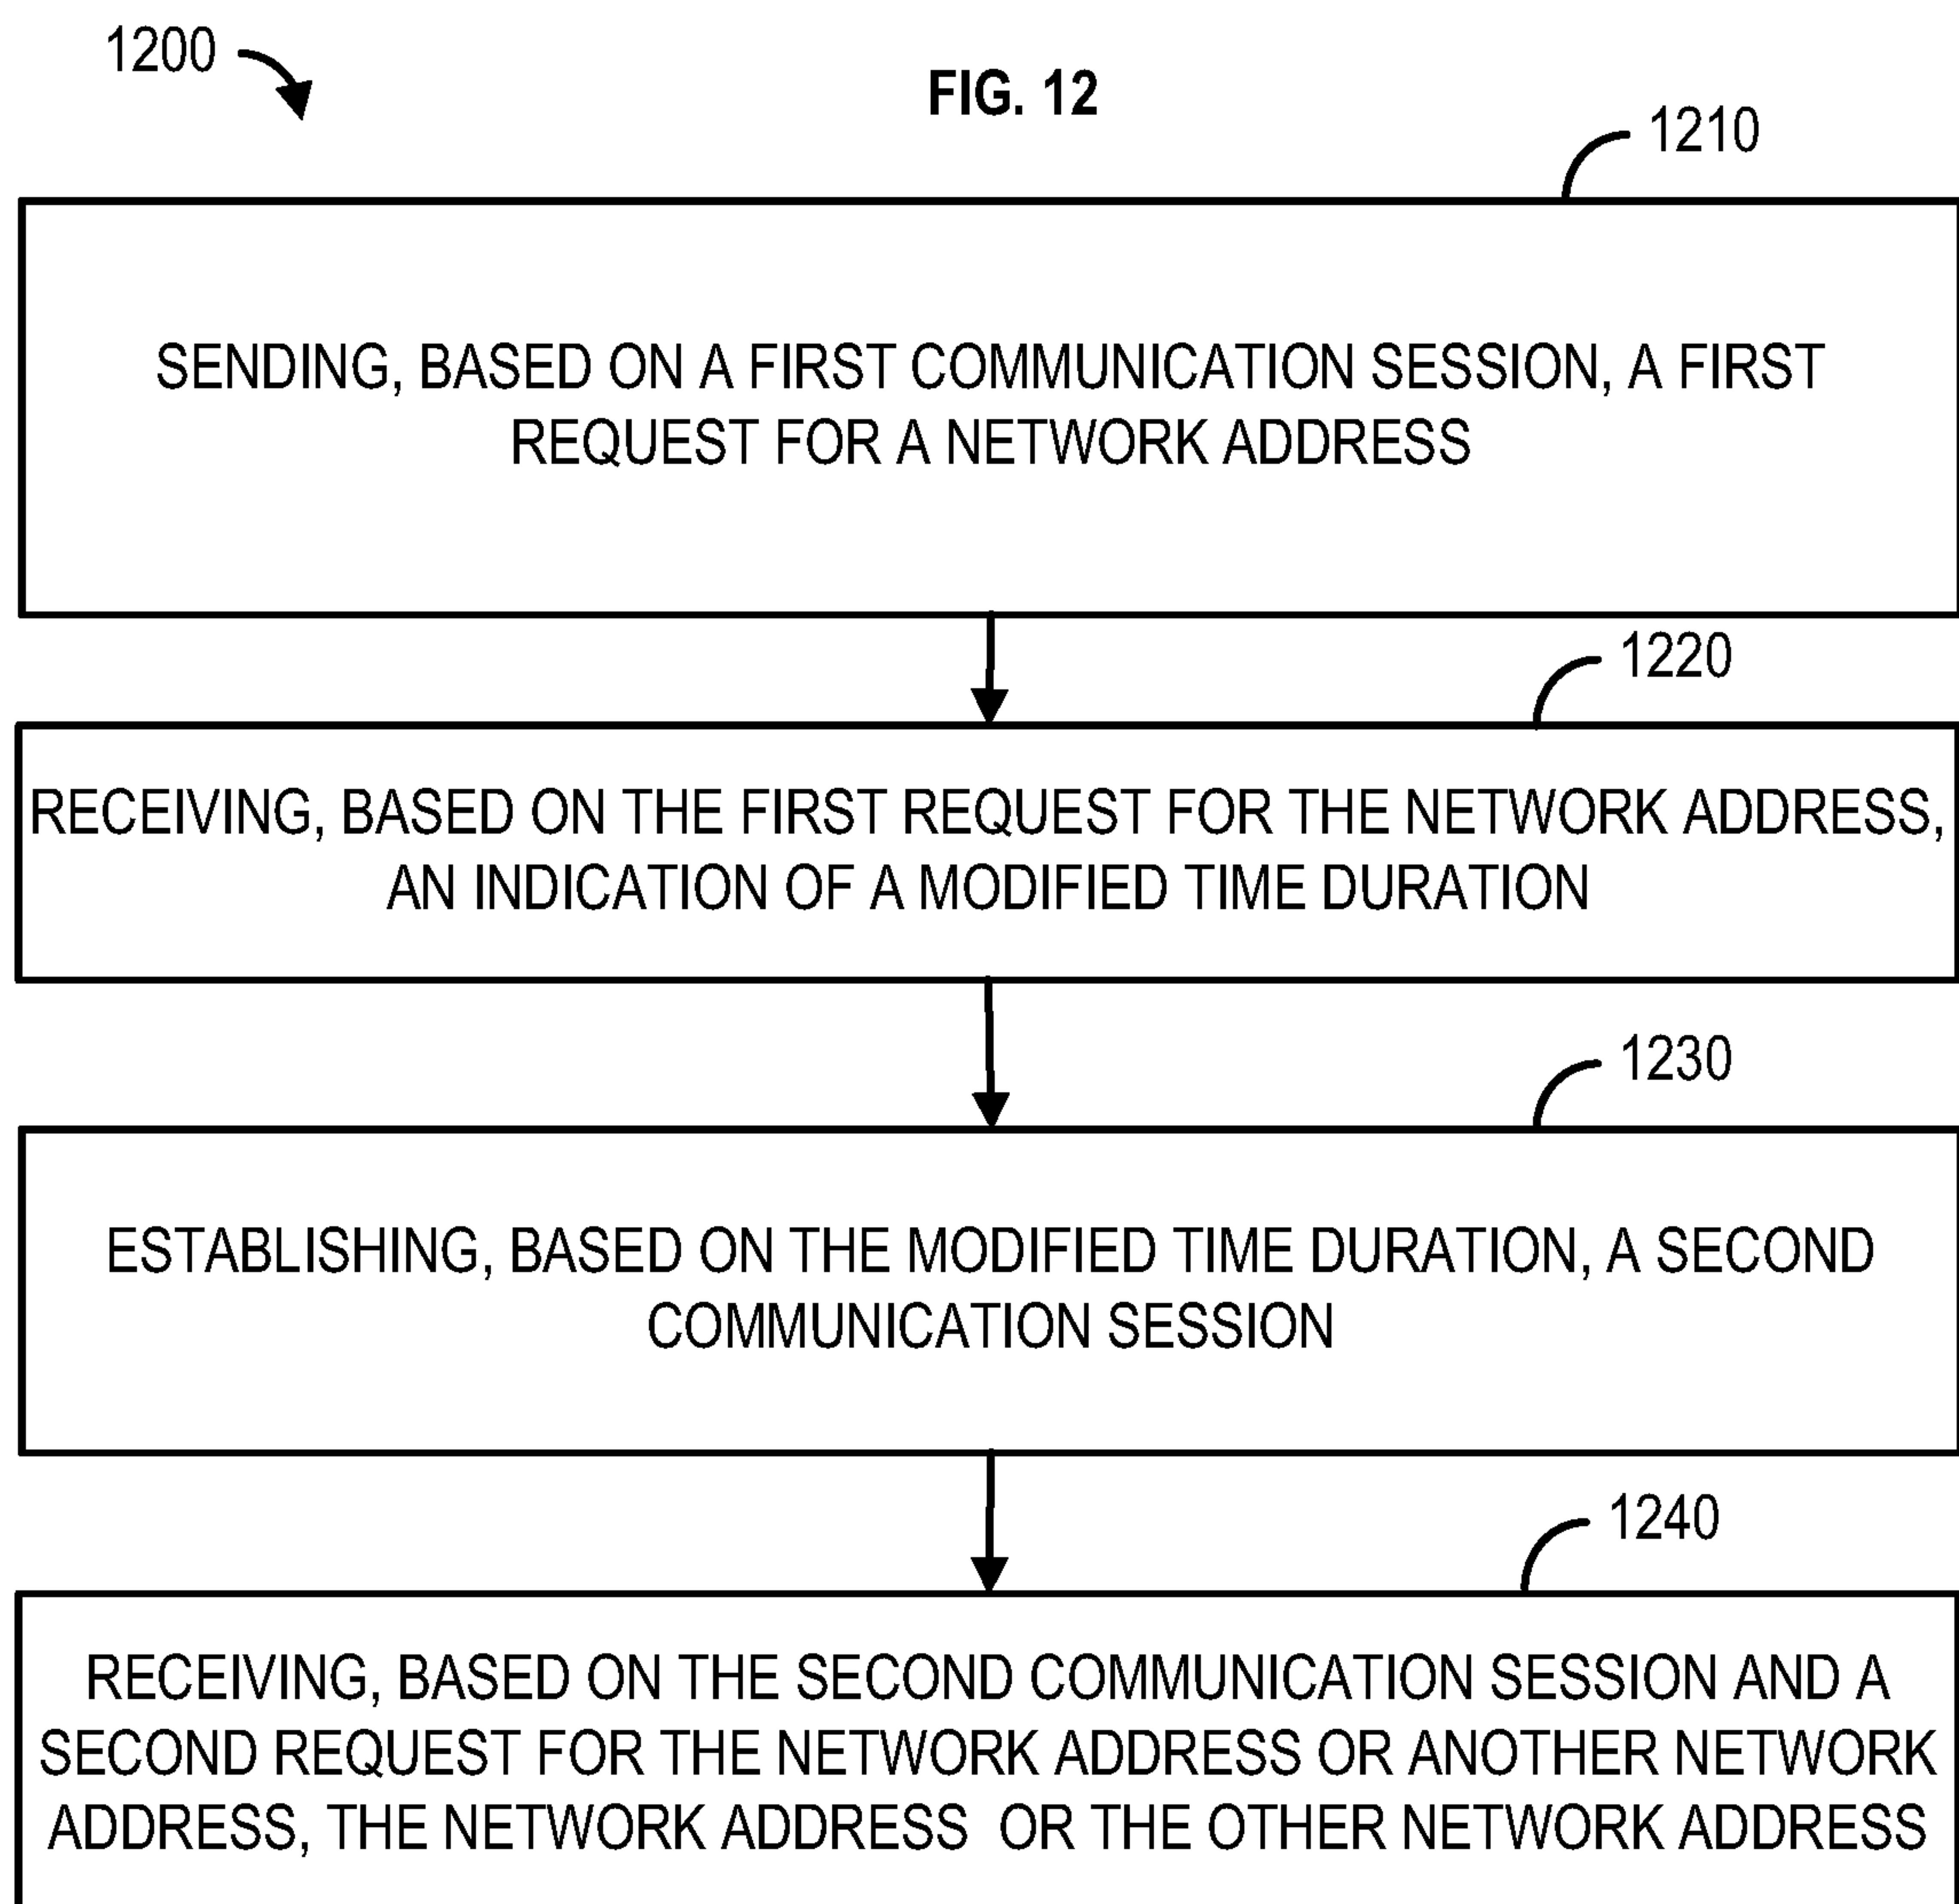 1200
FIG. 12
1210
SENDING, BASED ON A FIRST COMMUNICATION SESSION, A FIRST
REQUEST FOR A NETWORK ADDRESS
1220
RECEIVING, BASED ON THE FIRST REQUEST FOR THE NETWORK ADDRESS,
AN INDICATION OF A MODIFIED TIME DURATION
1230
ESTABLISHING, BASED ON THE MODIFIED TIME DURATION, A SECOND
COMMUNICATION SESSION
1240
RECEIVING, BASED ON THE SECOND COMMUNICATION SESSION AND A
SECOND REQUEST FOR THE NETWORK ADDRESS OR ANOTHER NETWORK
ADDRESS, THE NETWORK ADDRESS OR THE OTHER NETWORK ADDRESS